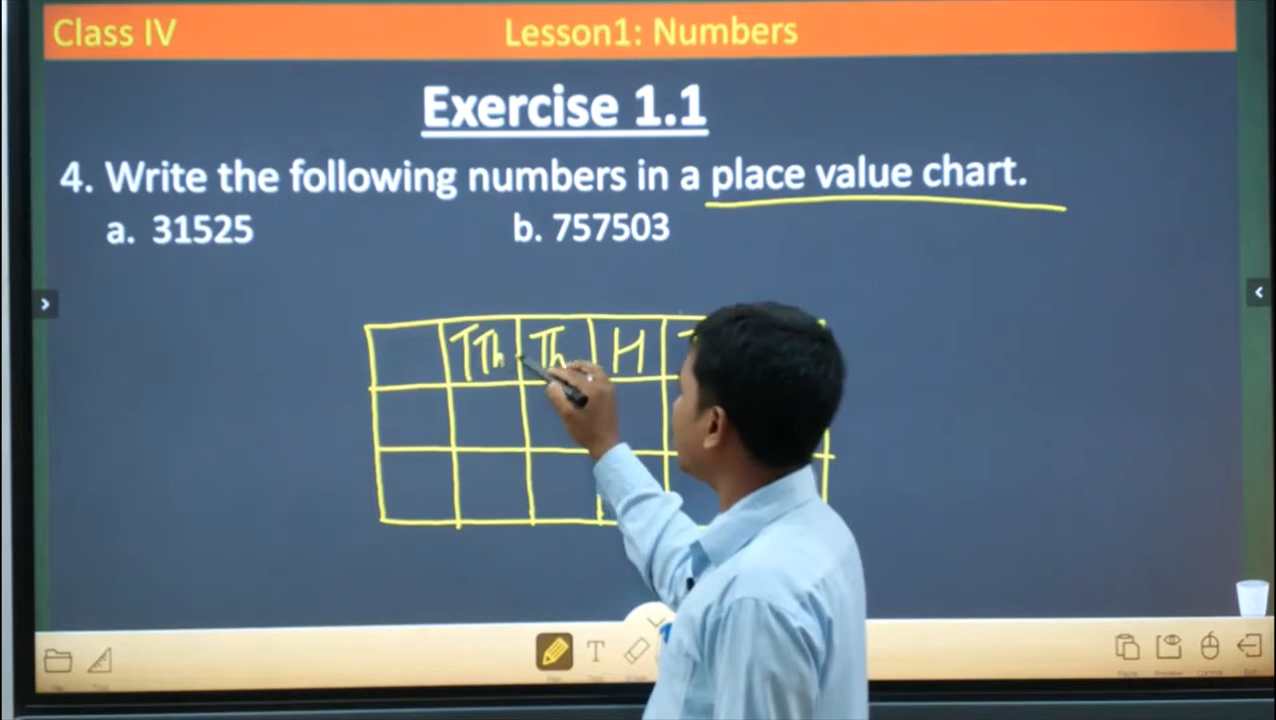 Class IV Lesson1: Numbers
Exercise 1.1
4. Write the following numbers in a place value chart.
a. 31525 b. 757503
TTh Th H T
T